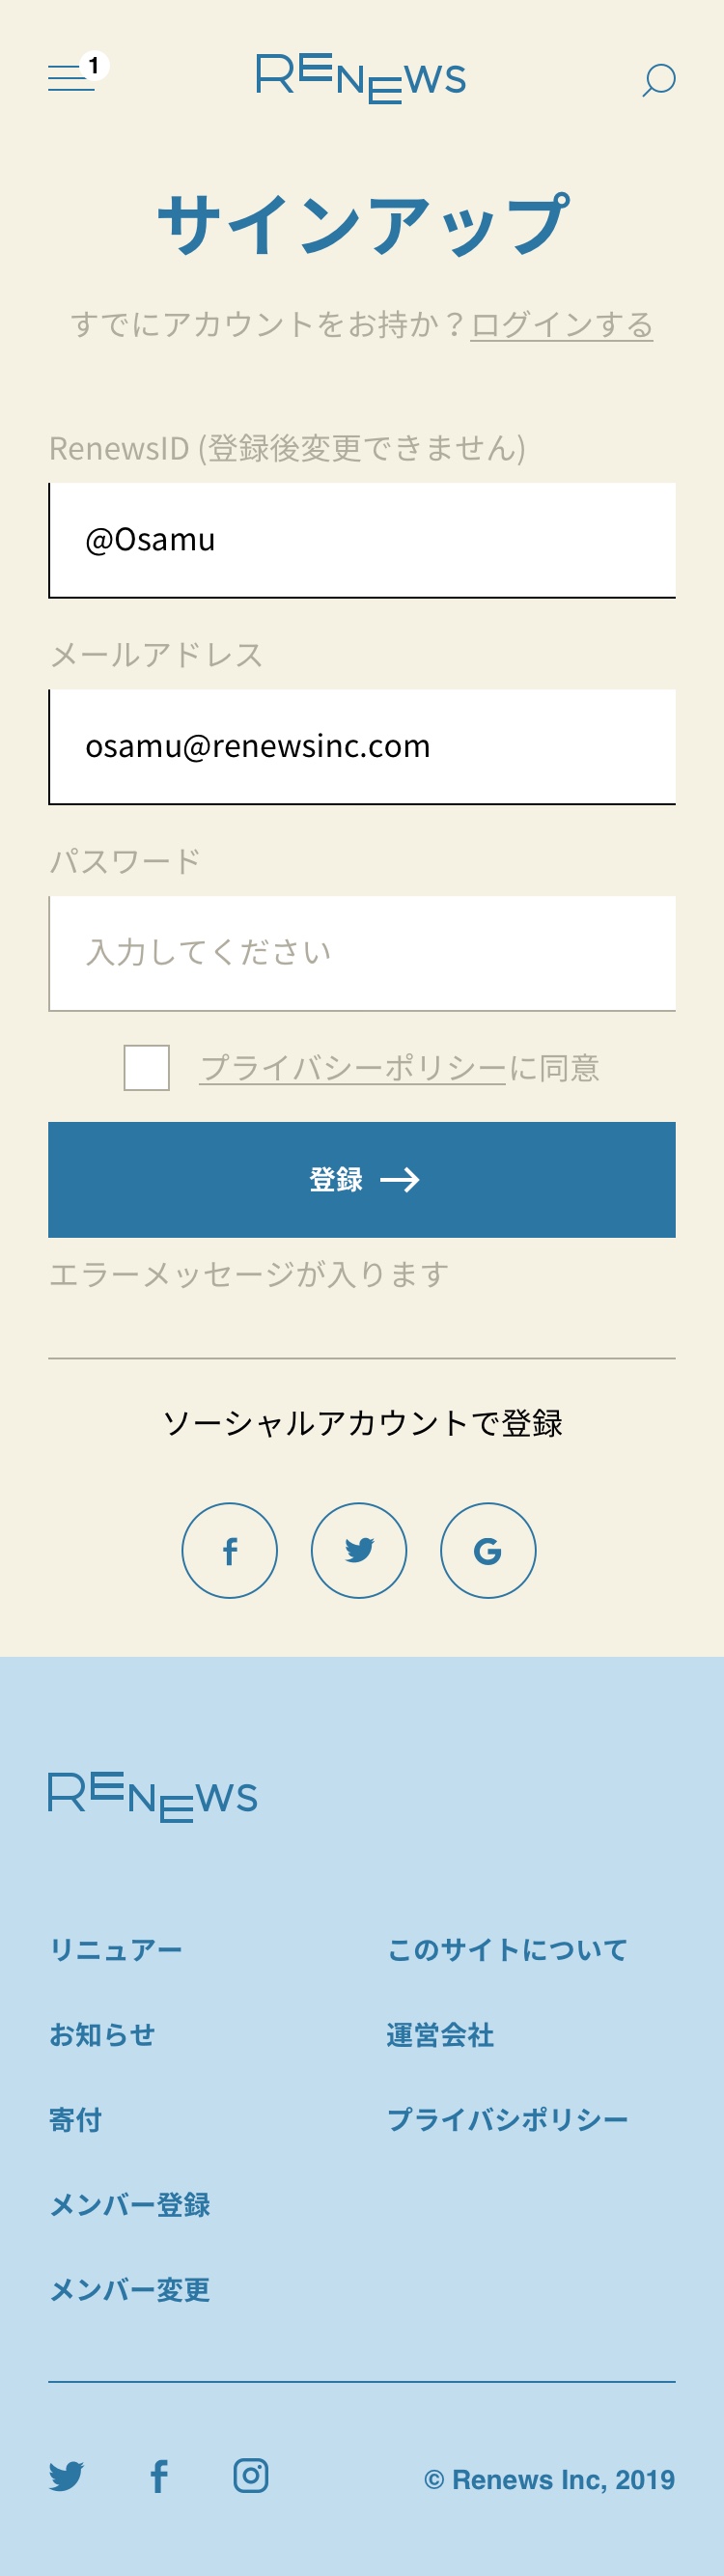 1
RENEWS
サインアップ
すでにアカウントをお持か？ログインする
RenewsID (登録後変更できません)
@Osamu
メールアドレス
osamu@renewsinc.com
パスワード
入力してください
プライバシーポリシーに同意
登録
エラーメッセージが入ります
ソーシャルアカウントで登録
RENEWS
リニュアー
このサイトについて
お知らせ
運営会社
寄付
プライバシポリシー
メンバー登録
メンバー変更
© Renews Inc, 2019